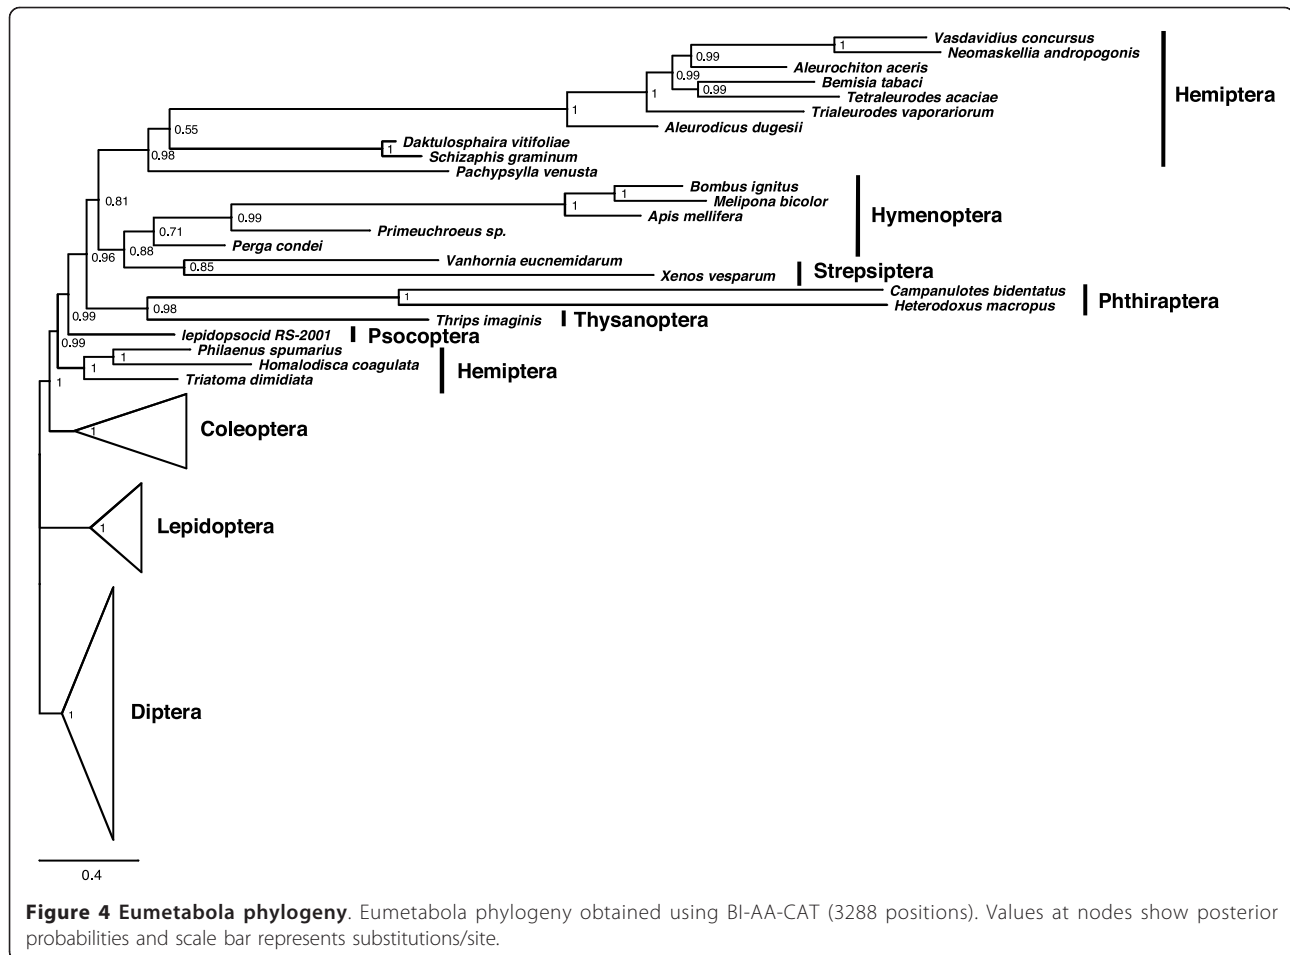 Vasdavidius concursus
1
Neomaskellia andropogonis
0.99
Aleurochiton aceris
0.99
Bemisia tabaci
0.99
Tetraleurodes acaciae
Hemiptera
1
Trialeurodes vaporariorum
1
Aleurodicus dugesii
0.55
Daktulosphaira vitifoliae
1
Schizaphis graminum
0.98
Pachypsylla venusta
Bombus ignitus
1
Melipona bicolor
0.81
1
Apis mellifera
Hymenoptera
0.99
Primeuchroeus sp.
0.71
Perga condei
0.88
0.96
Vanhornia eucnemidarum
0.85
Xenos vesparum
Strepsiptera
Campanulotes bidentatus
1
Heterodoxus macropus
Phthiraptera
0.98
0.99
Thrips imaginis
Thysanoptera
lepidopsocid RS-2001
Psocoptera
0.99
Philaenus spumarius
1
Homalodisca coagulata
1
Hemiptera
1
Triatoma dimidiata
1
Coleoptera
1
Lepidoptera
1
Diptera
0.4
Figure 4 Eumetabola phylogeny. Eumetabola phylogeny obtained using BI-AA-CAT (3288 positions). Values at nodes show posterior
probabilities and scale bar represents substitutions/site.